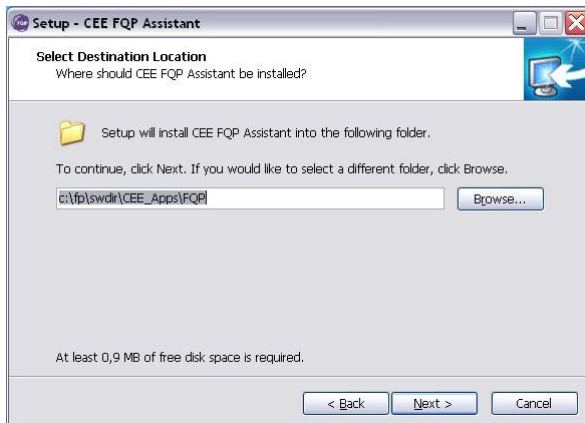 Setup - CEE FQP Assistant
Select Destination Location
Where should CEE FQP Assistant be installed?
Setup will install CEE FQP Assistant into the following folder.
To continue, click Next. If you would like to select a different folder, click Browse.
c:\fp\swdir\CEE_Apps\FQP
Browse...
At least 0,9 MB of free disk space is required.
< Back
Next >
Cancel